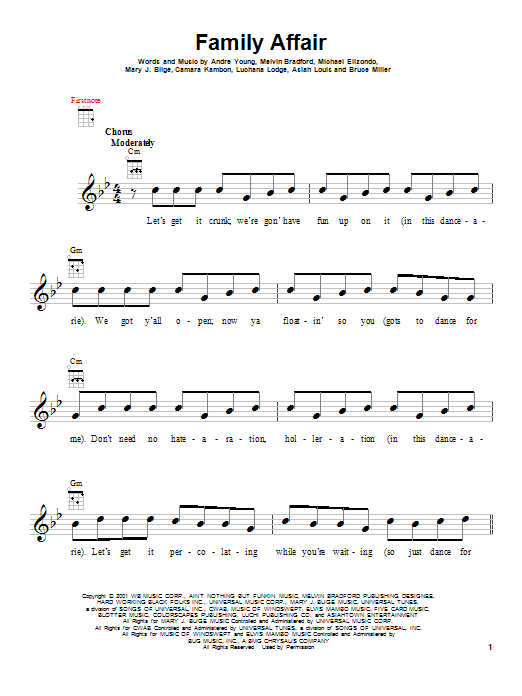 Family Affair
Words and Music by Andre Young, Melvin Bradford, Michael Elizondo,
Mary J. Blige, Camara Kambon, Luchana Lodge, Asiah Louis and Bruce Miller
First note
Chorus
Moderately
Cm
4
4
Let's get it crunk; we're gon' have fun up on it (in this dance - a -
Gm
rie). We got y'all o - pen; now ya float - in' so you (gots to dance for
Cm
me). Don't need no hate - a - ra - tion, hol - ler - a - tion (in this dance - a -
Gm
rie). Let's get it per - co - lat - ing while you're wait - ing (so just dance for
Copyright © 2001 WB MUSIC CORP., AIN'T NOTHING BUT FUNKIN MUSIC, MELVIN BRADFORD PUBLISHING DESIGNEE,
HARD WORKING BLACK FOLKS INC., UNIVERSAL MUSIC CORP., MARY J. BLIGE MUSIC, UNIVERSAL TUNES,
a division of SONGS OF UNIVERSAL, INC., CWAB, MUSIC OF WINDSWEPT, ELVIS MAMBO MUSIC, FIVE CARD MUSIC,
BLOTTER MUSIC, COLORSCAPES PUBLISHING, LUCHI PUBLISHING CO. and ASIAHTOWN ENTERTAINMENT
All Rights for MARY J. BLIGE MUSIC Controlled and Administered by UNIVERSAL MUSIC CORP.
All Rights for CWAB Controlled and Administered by UNIVERSAL TUNES, a division of SONGS OF UNIVERSAL, INC.
All Rights for MUSIC OF WINDSWEPT and ELVIS MAMBO MUSIC Controlled and Administered by
BUG MUSIC, INC., A BMG CHRYSALIS COMPANY
All Rights Reserved Used by Permission
1